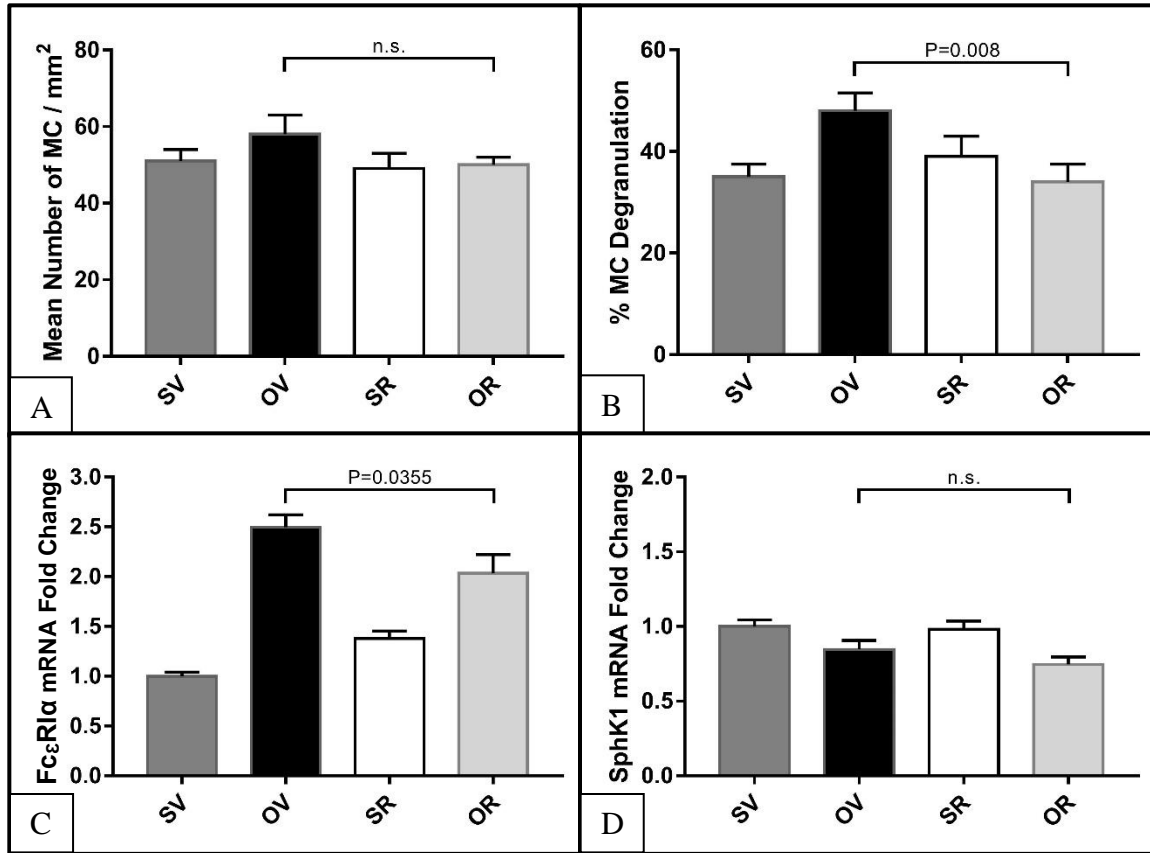 Mean Number of MC / mm²
80
60
40
20
0
n.s.
SV OV SR OR
A
% MC Degranulation
60
40
20
0
P=0.008
SV OV SR OR
B
FcεRIα mRNA Fold Change
3.0
2.5
2.0
1.5
1.0
0.5
0.0
P=0.0355
SV OV SR OR
C
SphK1 mRNA Fold Change
2.0
1.5
1.0
0.5
0.0
n.s.
SV OV SR OR
D